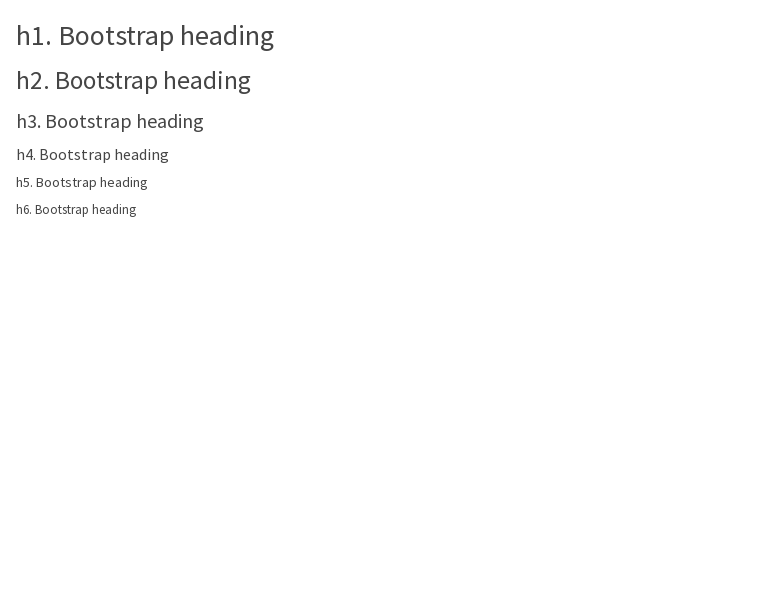 h1. Bootstrap heading
h2. Bootstrap heading
h3. Bootstrap heading
h4. Bootstrap heading
h5. Bootstrap heading
h6. Bootstrap heading